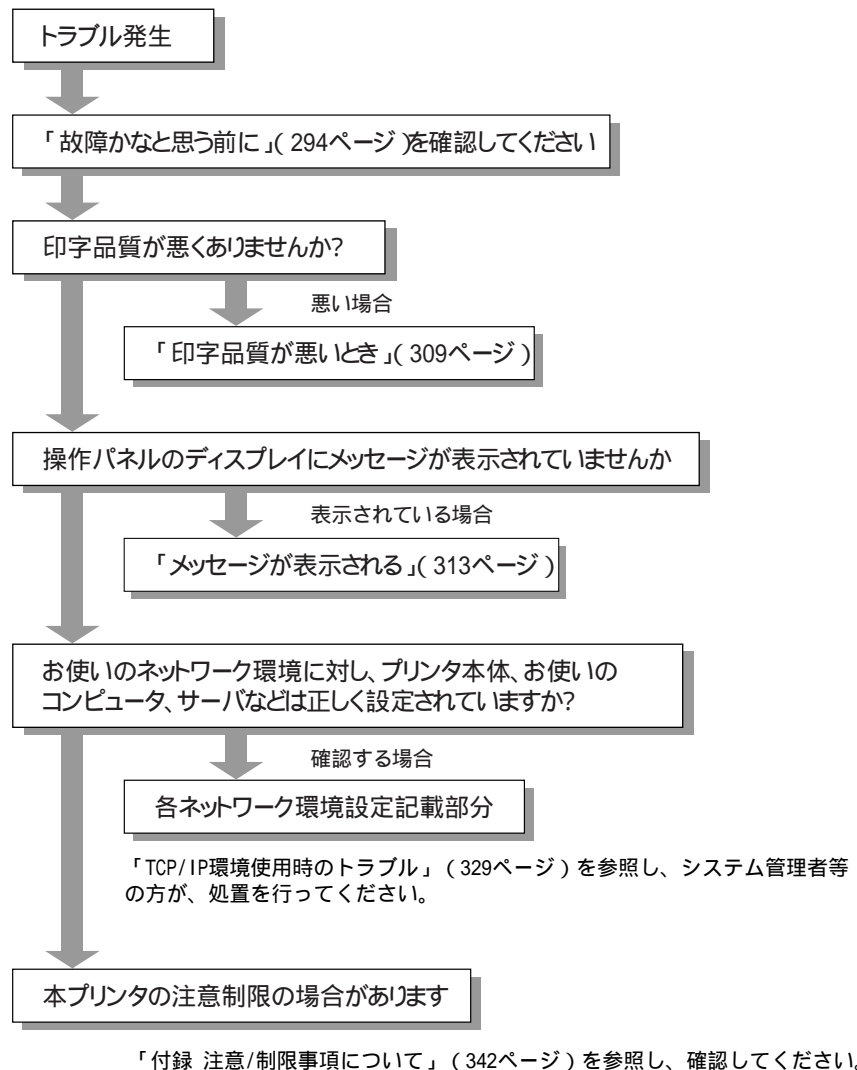 トラブル発生
「故障かなと思う前に」(294ページ)を確認してください
印字品質が悪くありませんか?
悪い場合
「印字品質が悪いとき」(309ページ)
操作パネルのディスプレイにメッセージが表示されていませんか
表示されている場合
「メッセージが表示される」(313ページ)
お使いのネットワーク環境に対し、プリンタ本体、お使いの
コンピュータ、サーバなどは正しく設定されていますか?
確認する場合
各ネットワーク環境設定記載部分
「TCP/IP環境使用時のトラブル」(329ページ)を参照し、システム管理者等
の方が、処置を行ってください。
本プリンタの注意制限の場合があります
「付録 注意/制限事項について」(342ページ)を参照し、確認してください。